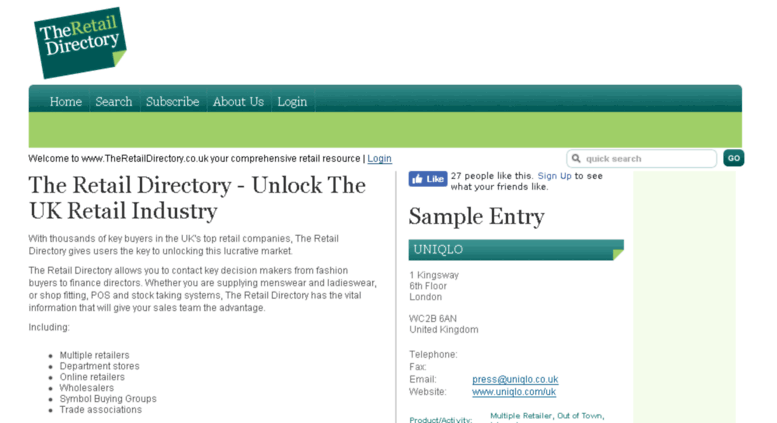 TheRetail
Directory
Home Search Subscribe About Us Login
Welcome to www.TheRetailDirectory.co.uk your comprehensive retail resource | Login
quick search GO
The Retail Directory - Unlock The
UK Retail Industry
With thousands of key buyers in the UK's top retail companies, The Retail
Directory gives users the key to unlocking this lucrative market.
The Retail Directory allows you to contact key decision makers from fashion
buyers to finance directors. Whether you are supplying menswear and ladieswear,
or shop fitting, POS and stock taking systems, The Retail Directory has the vital
information that will give your sales team the advantage.
Including:
Multiple retailers
Department stores
Online retailers
Wholesalers
Symbol Buying Groups
Trade associations
Like 27 people like this. Sign Up to see
what your friends like.
Sample Entry
UNIQLO
1 Kingsway
6th Floor
London
WC2B 6AN
United Kingdom
Telephone:
Fax:
Email: press@uniqlo.co.uk
Website: www.uniqlo.com/uk
Product/Activity: Multiple Retailer, Out of Town,